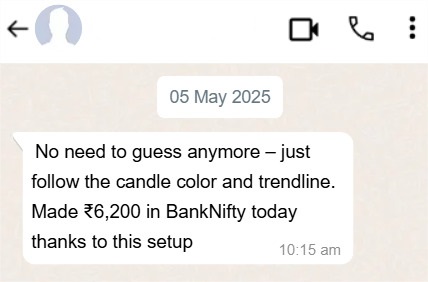 05 May 2025
No need to guess anymore – just
follow the candle color and trendline.
Made ₹6,200 in BankNifty today
thanks to this setup
10:15 am